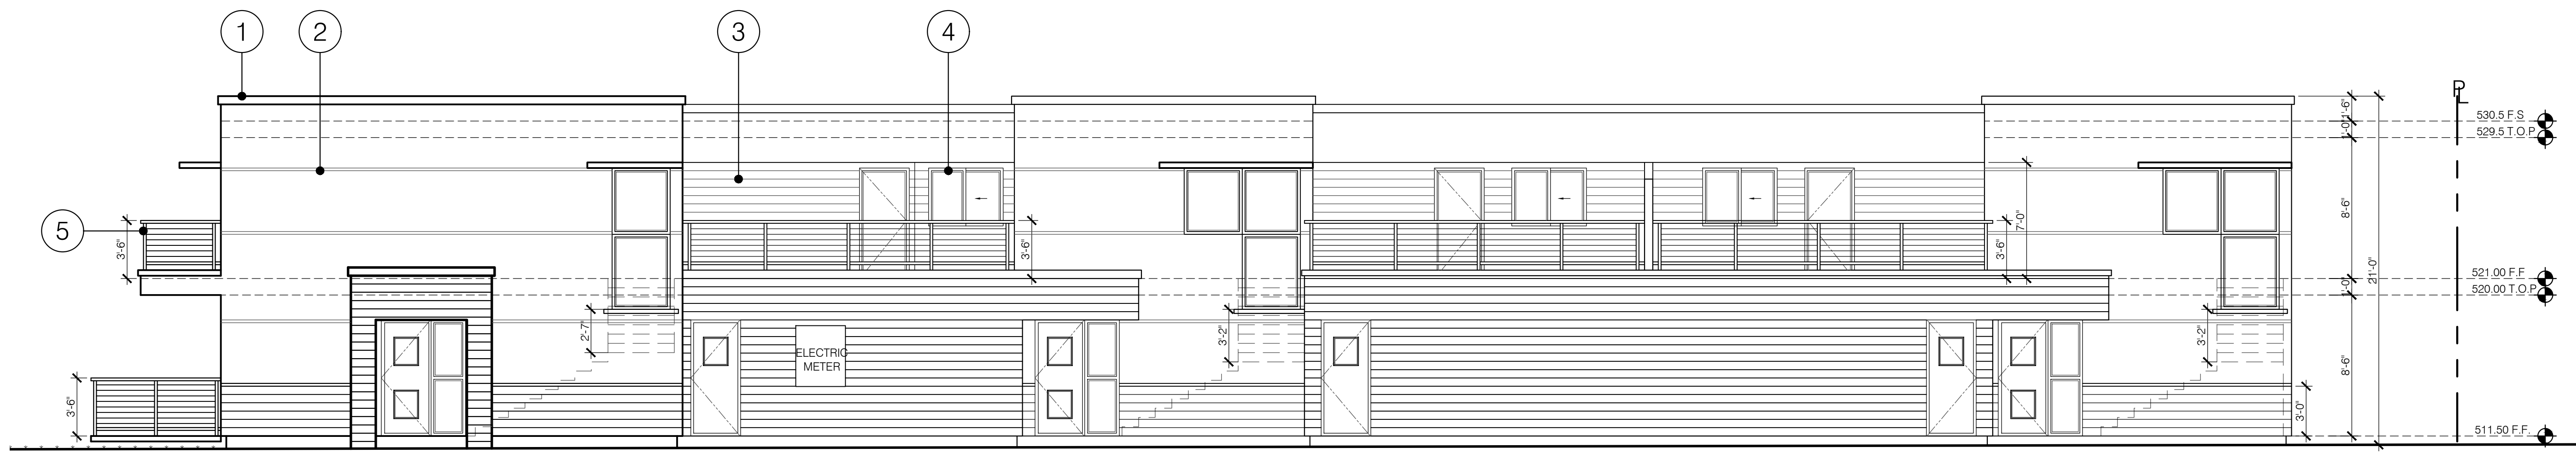 1
2
3
4
5
3'-6"
3'-6"
2'-7"
ELECTRIC
METER
3'-6"
3'-2"
3'-6"
7'-0"
3'-2"
3'-0"
1'-6"
1'-0"
8'-6"
1'-0"
8'-6"
21'-0"
PL
530.5 F.S
529.5 T.O.P
521.00 F.F
520.00 T.O.P
511.50 F.F.